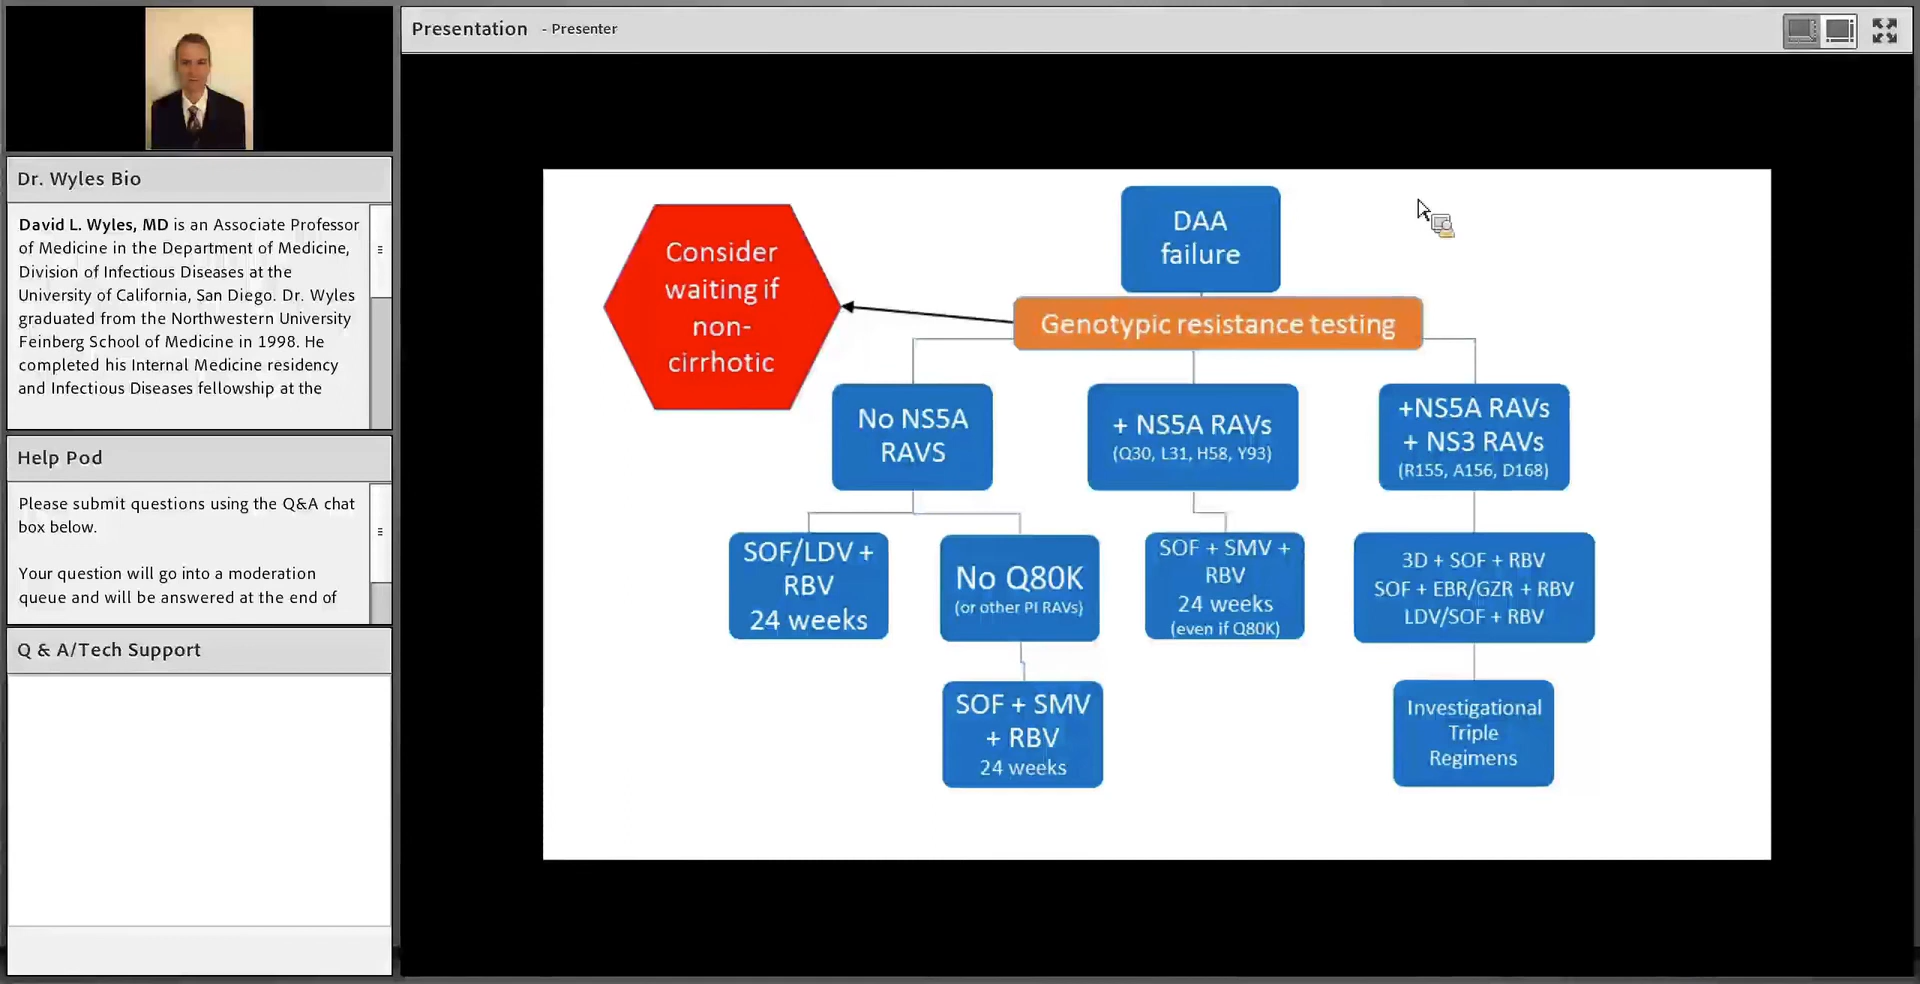 Presentation - Presenter
Dr. Wyles Bio
David L. Wyles, MD is an Associate Professor
of Medicine in the Department of Medicine,
Division of Infectious Diseases at the
University of California, San Diego. Dr. Wyles
graduated from the Northwestern University
Feinberg School of Medicine in 1998. He
completed his Internal Medicine residency
and Infectious Diseases fellowship at the
Help Pod
Please submit questions using the Q&A chat
box below.
Your question will go into a moderation
queue and will be answered at the end of
Q & A/Tech Support
DAA
failure
Consider
waiting if
non-
cirrhotic
Genotypic resistance testing
No NS5A
RAVS
+ NS5A RAVs
(Q30, L31, H58, Y93)
+NS5A RAVs
+ NS3 RAVs
(R155, A156, D168)
SOF/LDV +
RBV
24 weeks
No Q80K
(or other PI RAVs)
SOF + SMV +
RBV
24 weeks
(even if Q80K)
3D + SOF + RBV
SOF + EBR/GZR + RBV
LDV/SOF + RBV
SOF + SMV
+ RBV
24 weeks
Investigational
Triple
Regimens